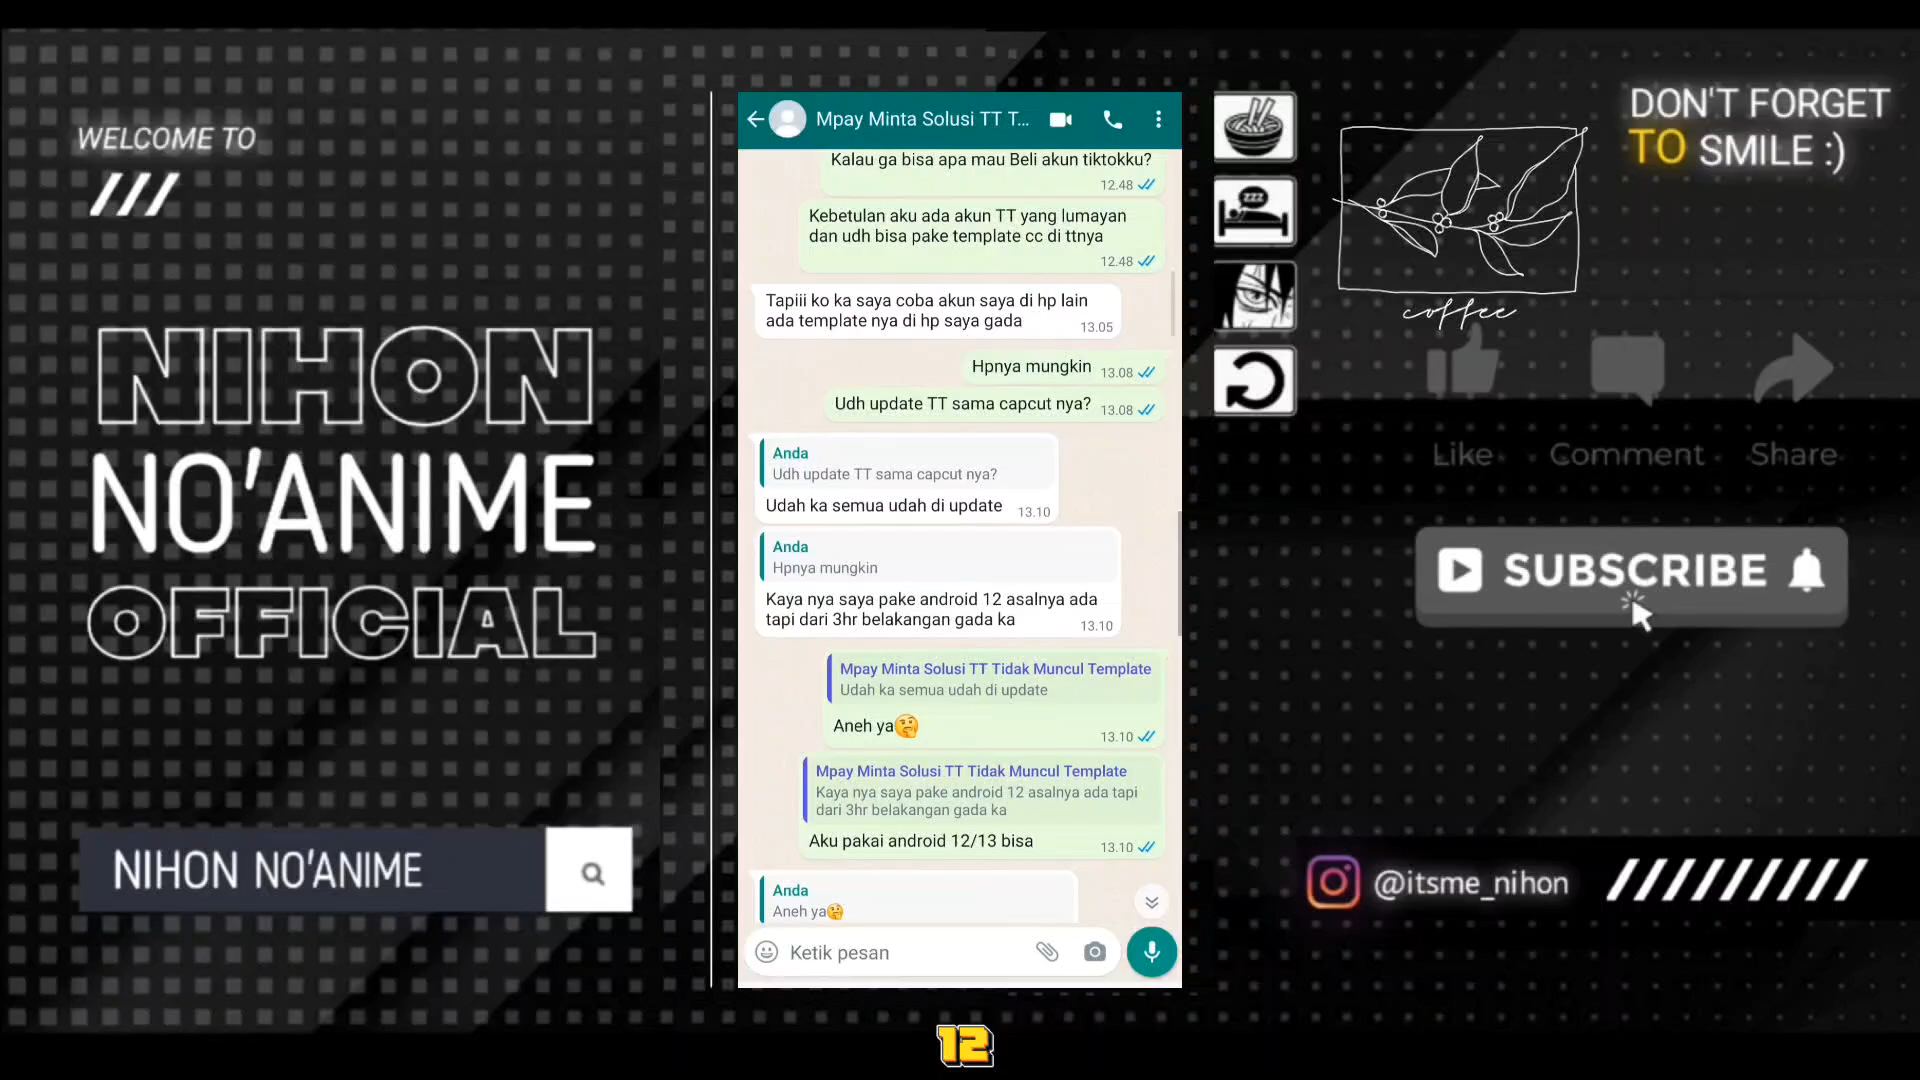 WELCOME TO
NIHON
NO'ANIME
OFFICIAL
NIHON NO'ANIME
Mpay Minta Solusi TT T...
Kalau ga bisa apa mau Beli akun tiktokku?
12.48
Kebetulan aku ada akun TT yang lumayan
dan udh bisa pake template cc di ttnya
12.48
Tapiii ko ka saya coba akun saya di hp lain
ada template nya di hp saya gada
13.05
Hpnya mungkin
13.08
Udh update TT sama capcut nya?
13.08
Anda
Udh update TT sama capcut nya?
Udah ka semua udah di update
13.10
Anda
Hpnya mungkin
Kaya nya saya pake android 12 asalnya ada
tapi dari 3hr belakangan gada ka
13.10
Mpay Minta Solusi TT Tidak Muncul Template
Udah ka semua udah di update
Aneh ya🤔
13.10
Mpay Minta Solusi TT Tidak Muncul Template
Kaya nya saya pake android 12 asalnya ada tapi
dari 3hr belakangan gada ka
Aku pakai android 12/13 bisa
13.10
Anda
Aneh ya🤔
Ketik pesan
12
zzz
coffee
DON'T FORGET
TO SMILE :)
Like Comment Share
SUBSCRIBE
@itsme_nihon